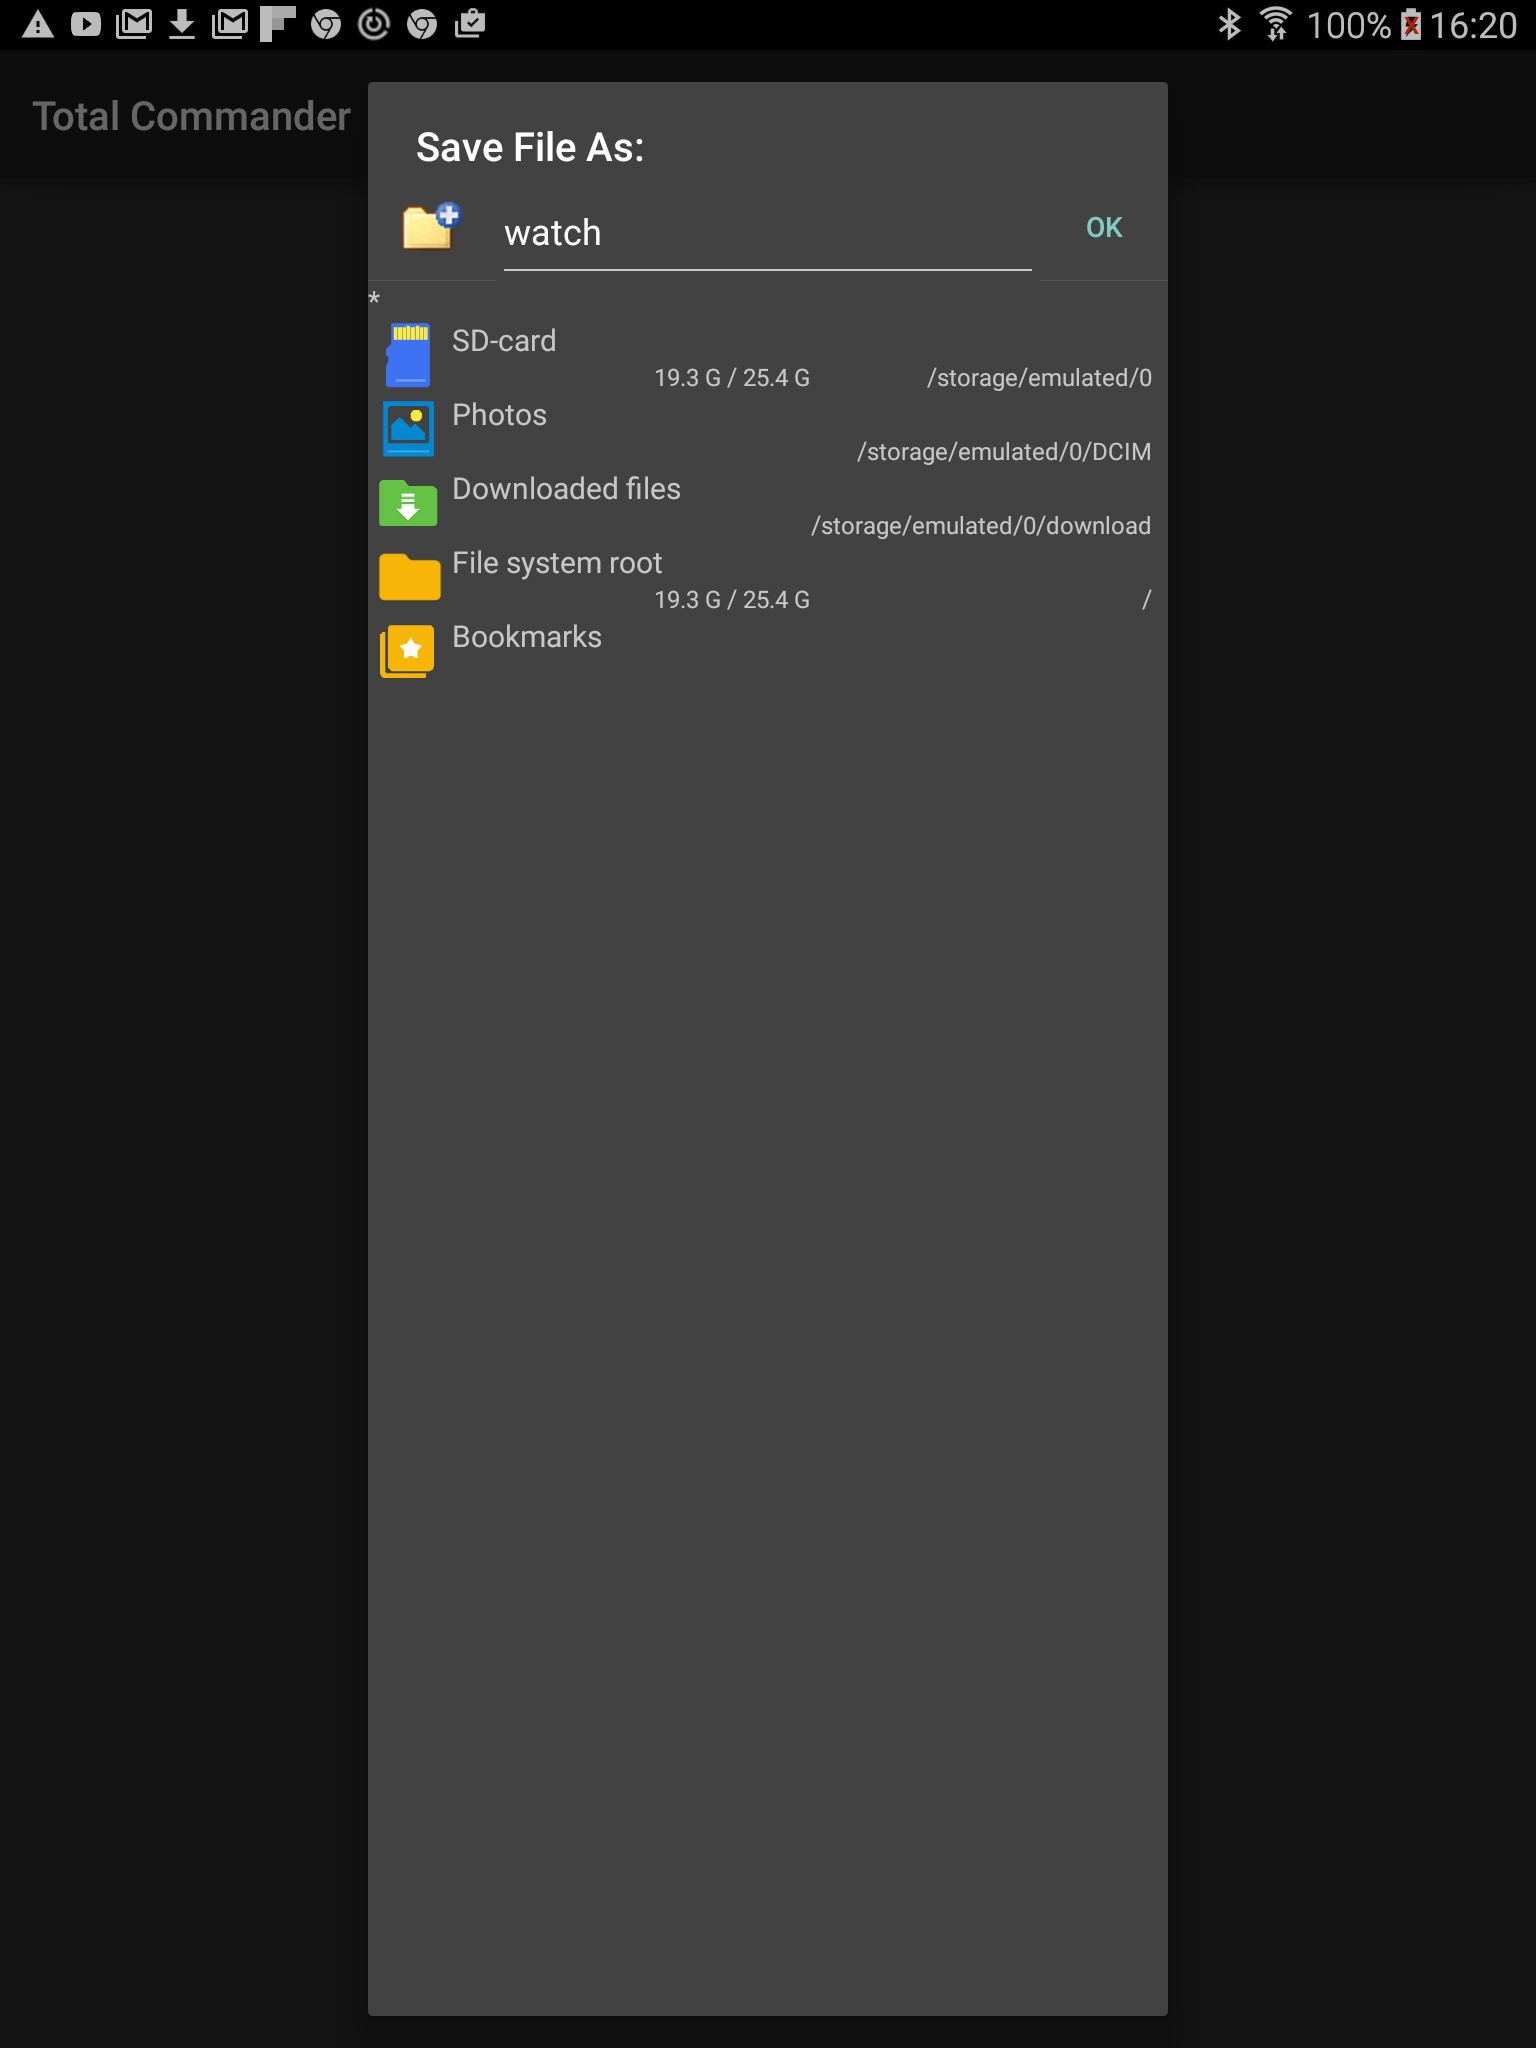 100% 16:20
Total Commander
Save File As:
watch
OK
*
SD-card
19.3 G / 25.4 G /storage/emulated/0
Photos
/storage/emulated/0/DCIM
Downloaded files
/storage/emulated/0/download
File system root
19.3 G / 25.4 G /
Bookmarks